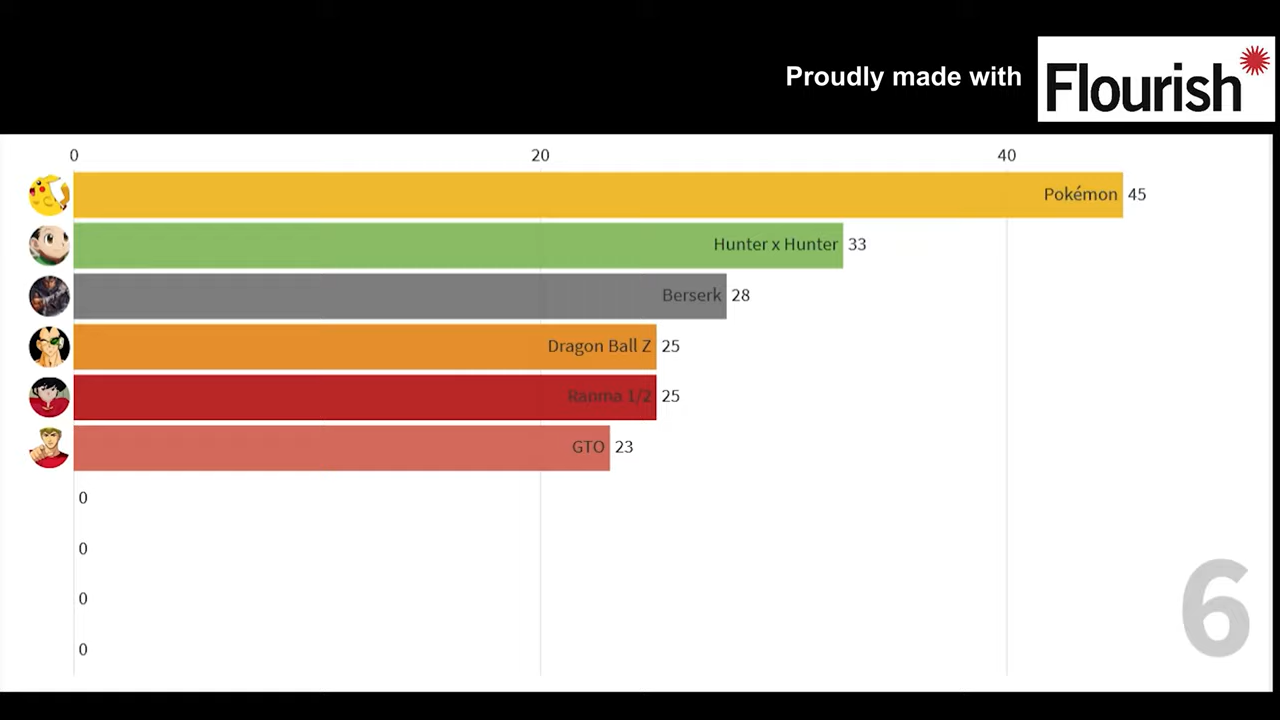 Proudly made with Flourish
0 20 40
Pokémon 45
Hunter x Hunter 33
Berserk 28
Dragon Ball Z 25
Ranma 1/2 25
GTO 23
0
0
0
0
6